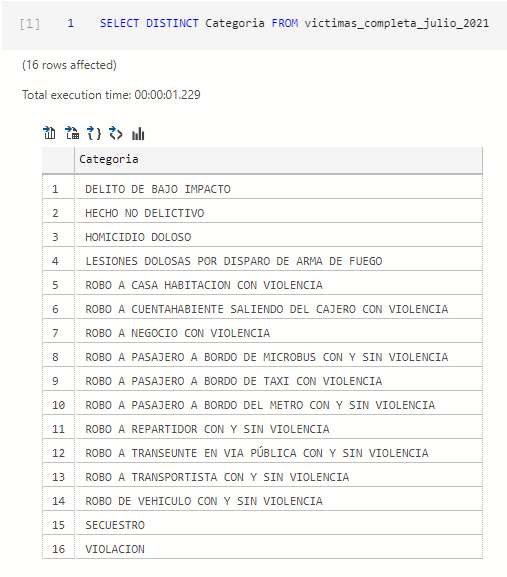 [1] 1 SELECT DISTINCT Categoria FROM victimas_completa_julio_2021
(16 rows affected)
Total execution time: 00:00:01.229
Categoria
1 DELITO DE BAJO IMPACTO
2 HECHO NO DELICTIVO
3 HOMICIDIO DOLOSO
4 LESIONES DOLOSAS POR DISPARO DE ARMA DE FUEGO
5 ROBO A CASA HABITACION CON VIOLENCIA
6 ROBO A CUENTAHABIENTE SALIENDO DEL CAJERO CON VIOLENCIA
7 ROBO A NEGOCIO CON VIOLENCIA
8 ROBO A PASAJERO A BORDO DE MICROBUS CON Y SIN VIOLENCIA
9 ROBO A PASAJERO A BORDO DE TAXI CON VIOLENCIA
10 ROBO A PASAJERO A BORDO DEL METRO CON Y SIN VIOLENCIA
11 ROBO A REPARTIDOR CON Y SIN VIOLENCIA
12 ROBO A TRANSEUNTE EN VIA PÚBLICA CON Y SIN VIOLENCIA
13 ROBO A TRANSPORTISTA CON Y SIN VIOLENCIA
14 ROBO DE VEHICULO CON Y SIN VIOLENCIA
15 SECUESTRO
16 VIOLACION